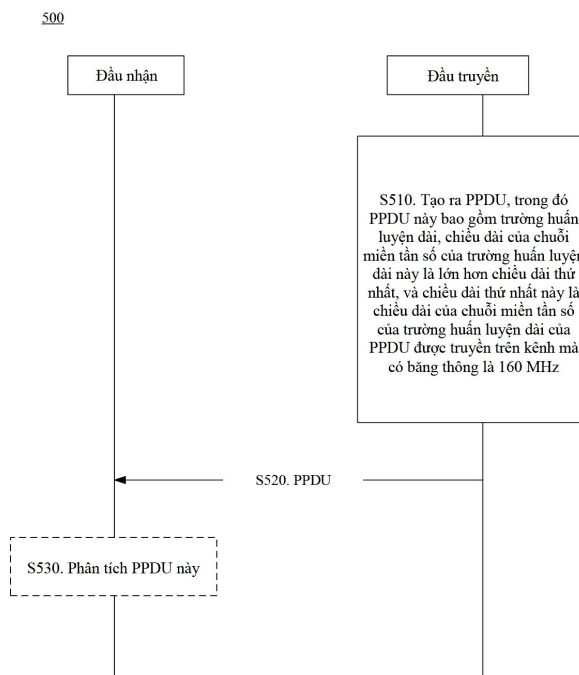 500
Đầu nhận
Đầu truyền
S510. Tạo ra PPDU, trong đó
PPDU này bao gồm trường huấn
luyện dài, chiều dài của chuỗi
miền tần số của trường huấn luyện
dài này là lớn hơn chiều dài thứ
nhất, và chiều dài thứ nhất này là
chiều dài của chuỗi miền tần số
của trường huấn luyện dài của
PPDU được truyền trên kênh mà
có băng thông là 160 MHz
S520. PPDU
S530. Phân tích PPDU này